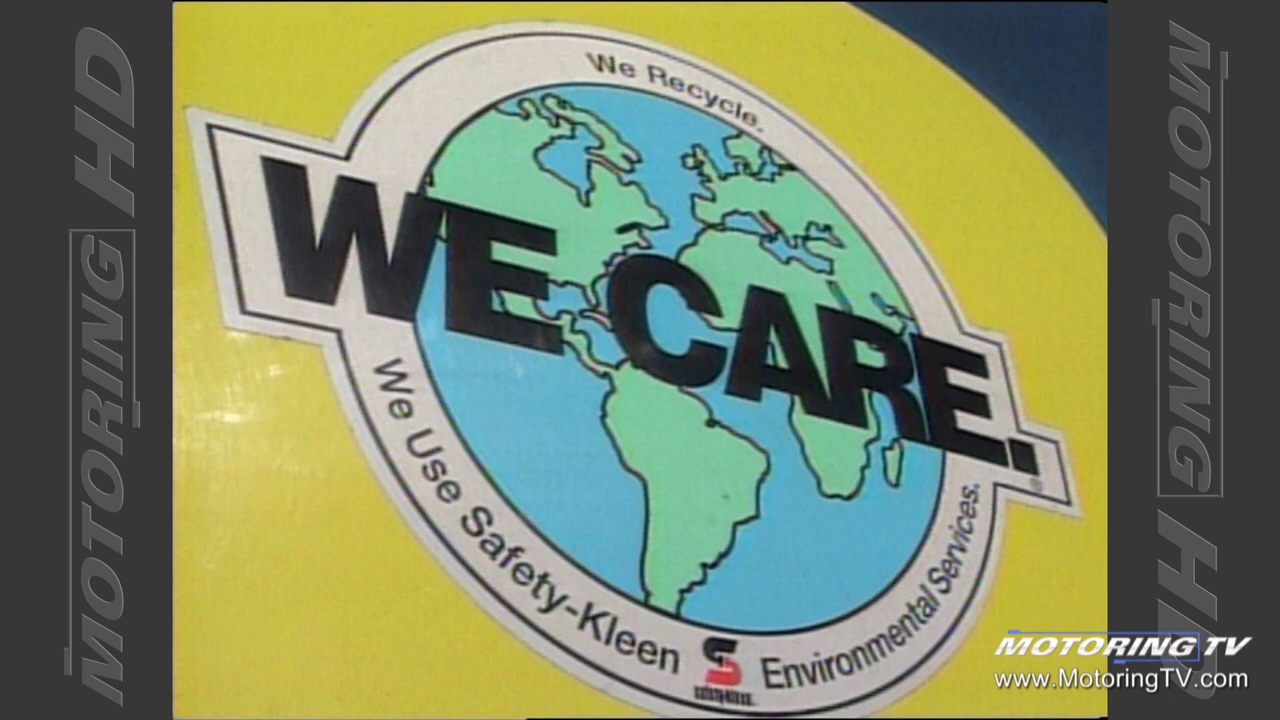 MOTORING HD
We Recycle.
WE CARE.
We Use Safety-Kleen
Environmental Services.
MOTORING HD
MOTORING TV
www.MotoringTV.com